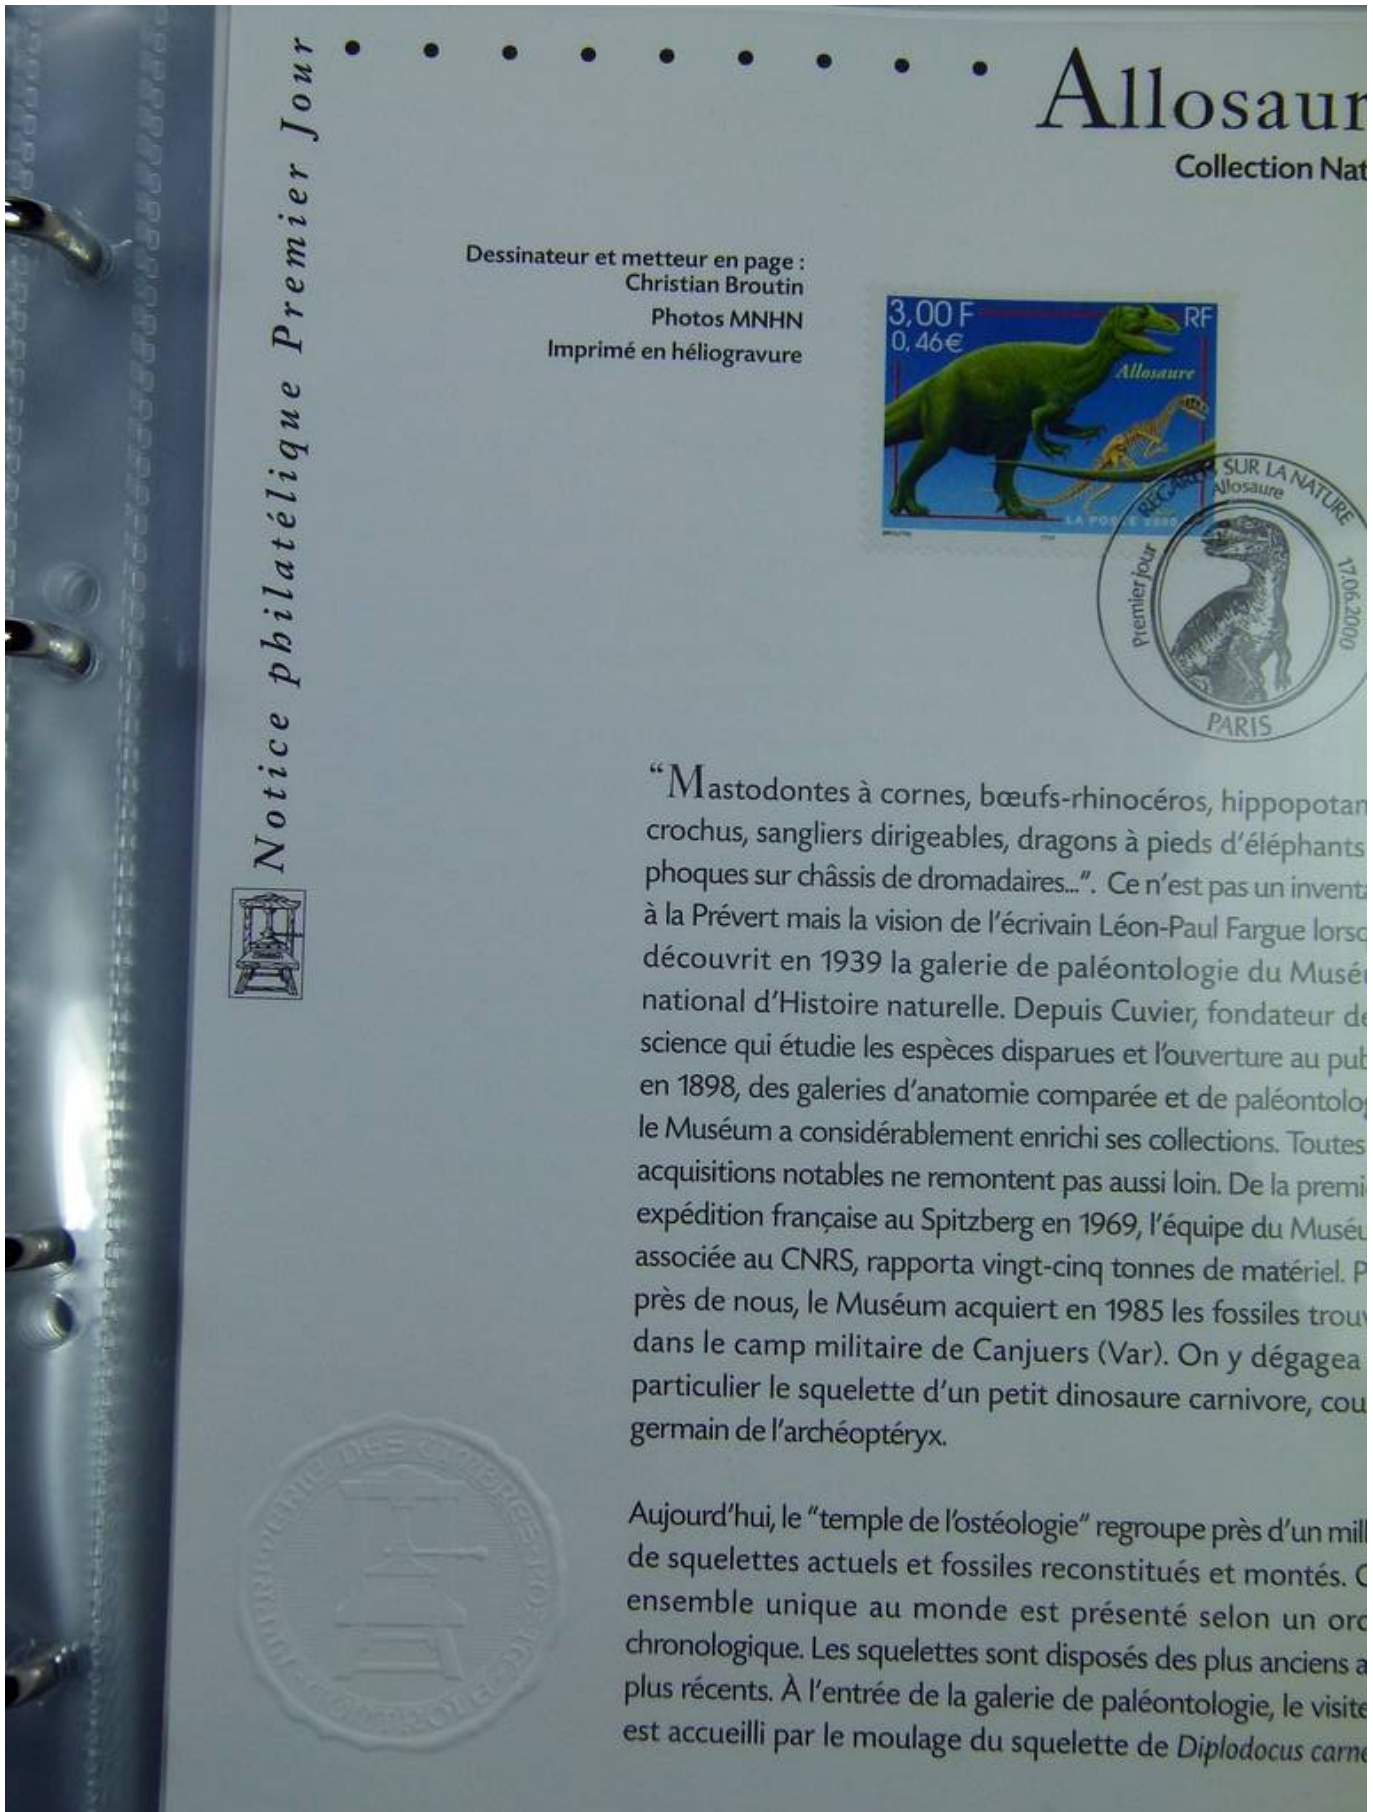 Notice philatélique Premier Jour
Allosaur
Collection Nat
Dessinateur et metteur en page :
Christian Broutin
Photos MNHN
Imprimé en héliogravure
3,00 F
RF
0,46€
Allosaure
LA POSTE 2000
REGARDS SUR LA NATURE
Allosaure
Premier jour
17.06.2000
PARIS
“Mastodontes à cornes, bœufs-rhinocéros, hippopotam
crochus, sangliers dirigeables, dragons à pieds d’éléphants
phoques sur châssis de dromadaires...”. Ce n’est pas un inventa
à la Prévert mais la vision de l’écrivain Léon-Paul Fargue lorsq
découvrit en 1939 la galerie de paléontologie du Musé
national d’Histoire naturelle. Depuis Cuvier, fondateur de
science qui étudie les espèces disparues et l’ouverture au pub
en 1898, des galeries d’anatomie comparée et de paléontolog
le Muséum a considérablement enrichi ses collections. Toutes
acquisitions notables ne remontent pas aussi loin. De la premi
expédition française au Spitzberg en 1969, l’équipe du Muséu
associée au CNRS, rapporta vingt-cinq tonnes de matériel. P
près de nous, le Muséum acquiert en 1985 les fossiles trouv
dans le camp militaire de Canjuers (Var). On y dégagea
particulier le squelette d’un petit dinosaure carnivore, cou
germain de l’archéoptéryx.
Aujourd’hui, le “temple de l’ostéologie” regroupe près d’un mill
de squelettes actuels et fossiles reconstitués et montés. C
ensemble unique au monde est présenté selon un ord
chronologique. Les squelettes sont disposés des plus anciens a
plus récents. À l’entrée de la galerie de paléontologie, le visite
est accueilli par le moulage du squelette de Diplodocus carne
IMPRIMERIE DES TIMBRES-POSTE
CONTROLE